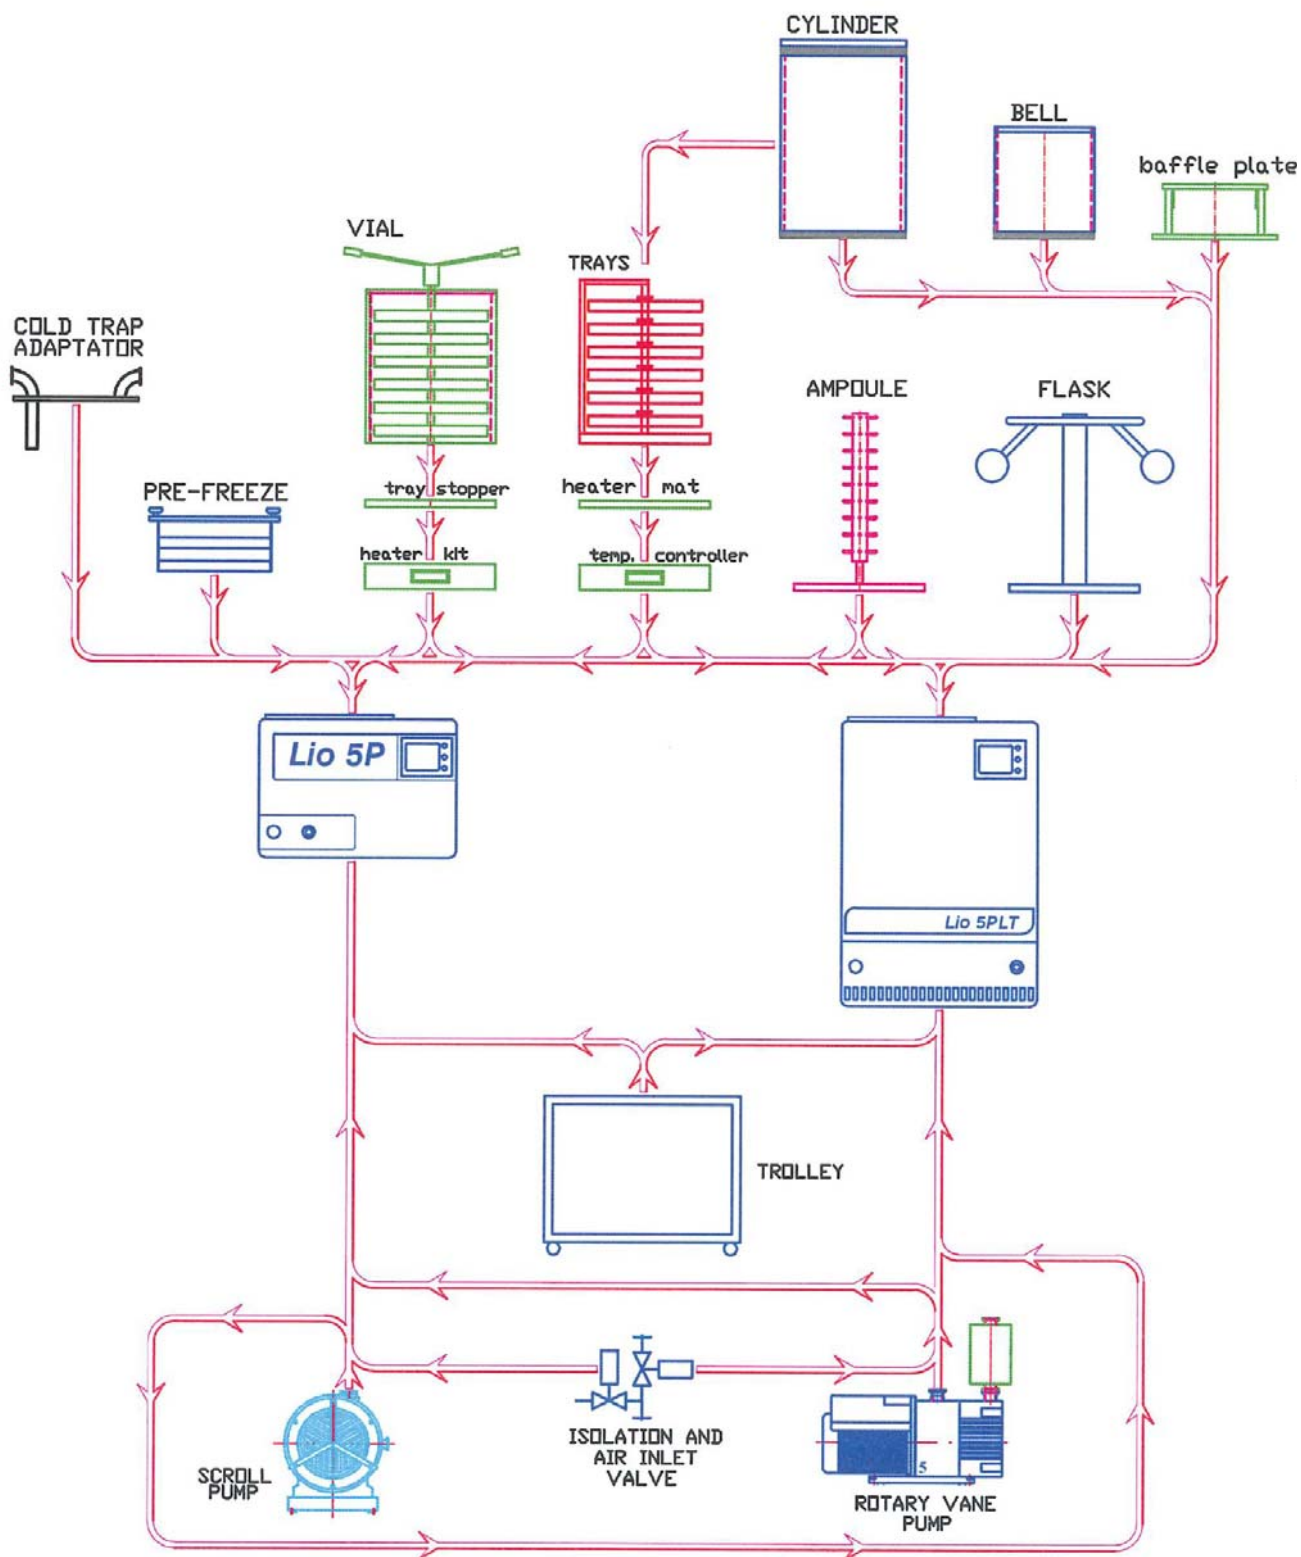 CYLINDER
BELL
baffle plate
VIAL
TRAYS
COLD TRAP
ADAPTATOR
AMPOULE
FLASK
PRE-FREEZE
tray stopper
heater mat
heater kit
temp. controller
Lio 5P
Lio 5PLT
TROLLEY
ISOLATION AND
AIR INLET
VALVE
SCROLL
PUMP
5
ROTARY VANE
PUMP